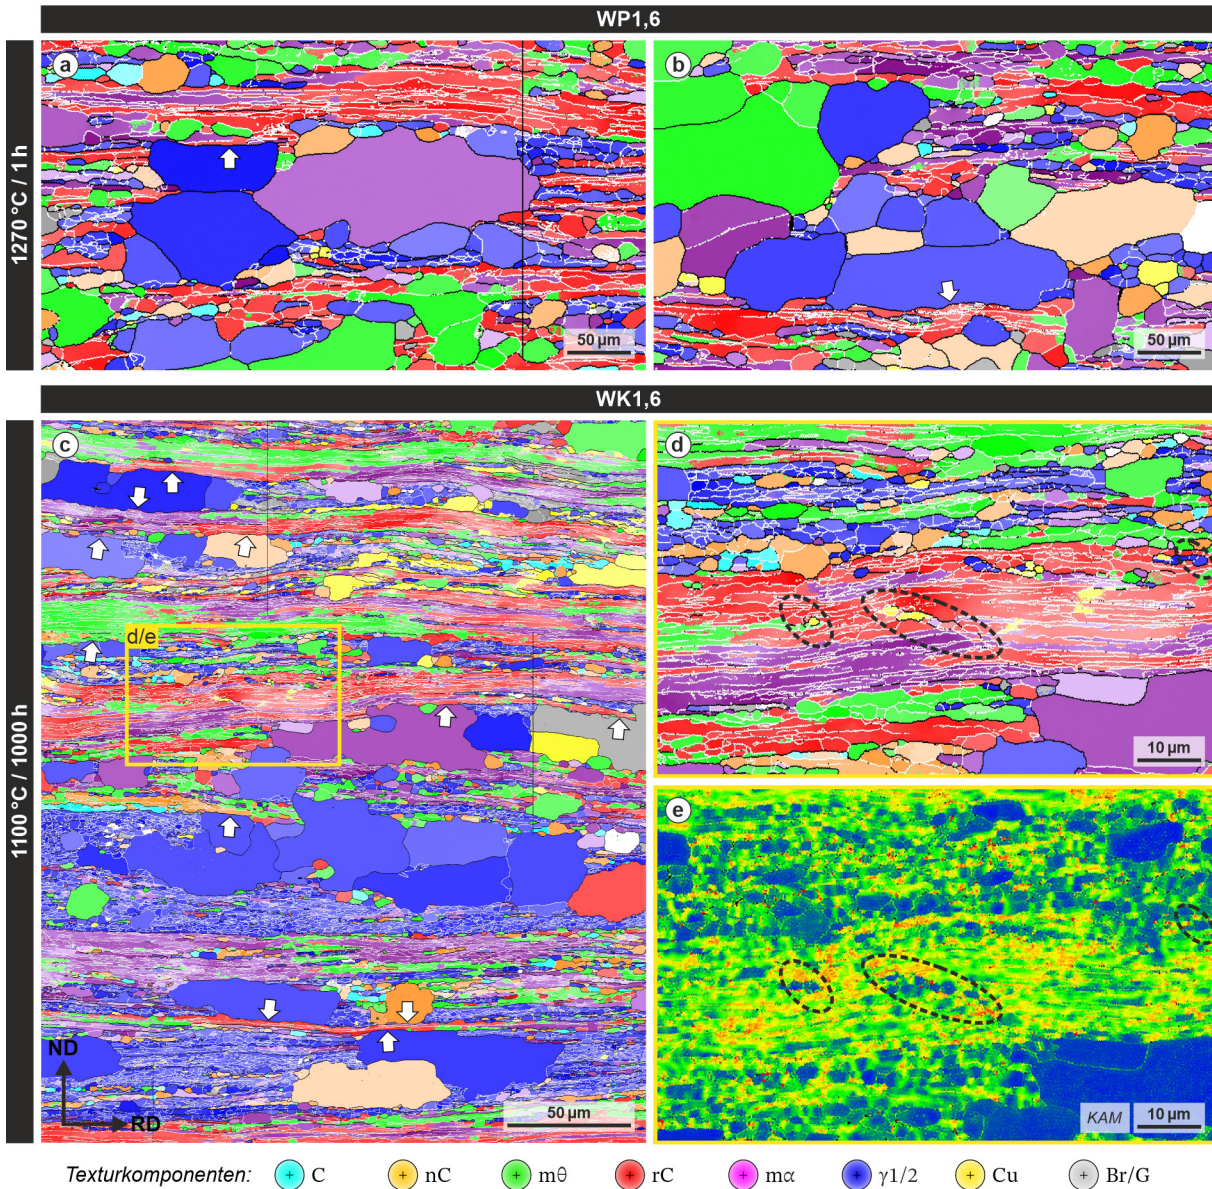 WP1,6
1270 °C / 1 h
a
50 µm
b
50 µm
WK1,6
1100 °C / 1000 h
c
d/e
ND
RD
50 µm
d
10 µm
e
KAM
10 µm
Texturkomponenten: C nC mθ rC mα γ1/2 Cu Br/G